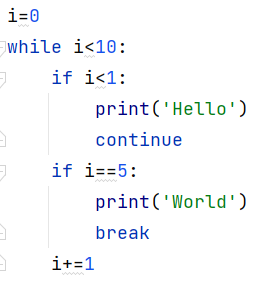 i=0
while i<10:
    if i<1:
        print('Hello')
        continue
    if i==5:
        print('World')
        break
    i+=1